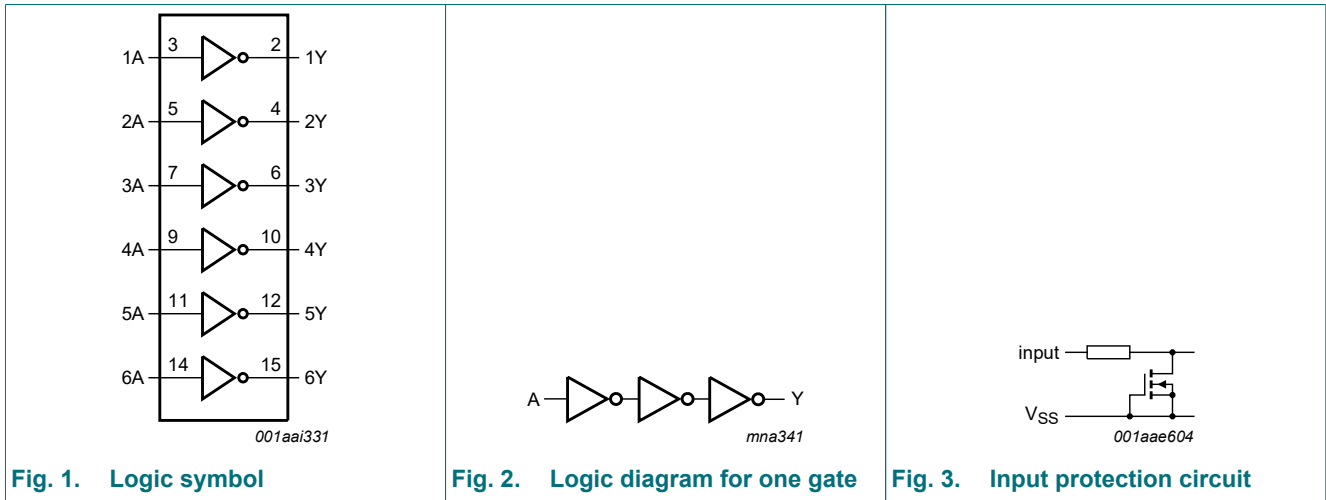 1A 3 2 1Y
2A 5 4 2Y
3A 7 6 3Y
4A 9 10 4Y
5A 11 12 5Y
6A 14 15 6Y
001aai331
Fig. 1. Logic symbol
A Y
mna341
Fig. 2. Logic diagram for one gate
input
VSS
001aae604
Fig. 3. Input protection circuit